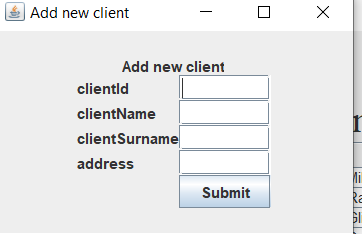 Add new client
Add new client
clientId
clientName
clientSurname
address
Submit